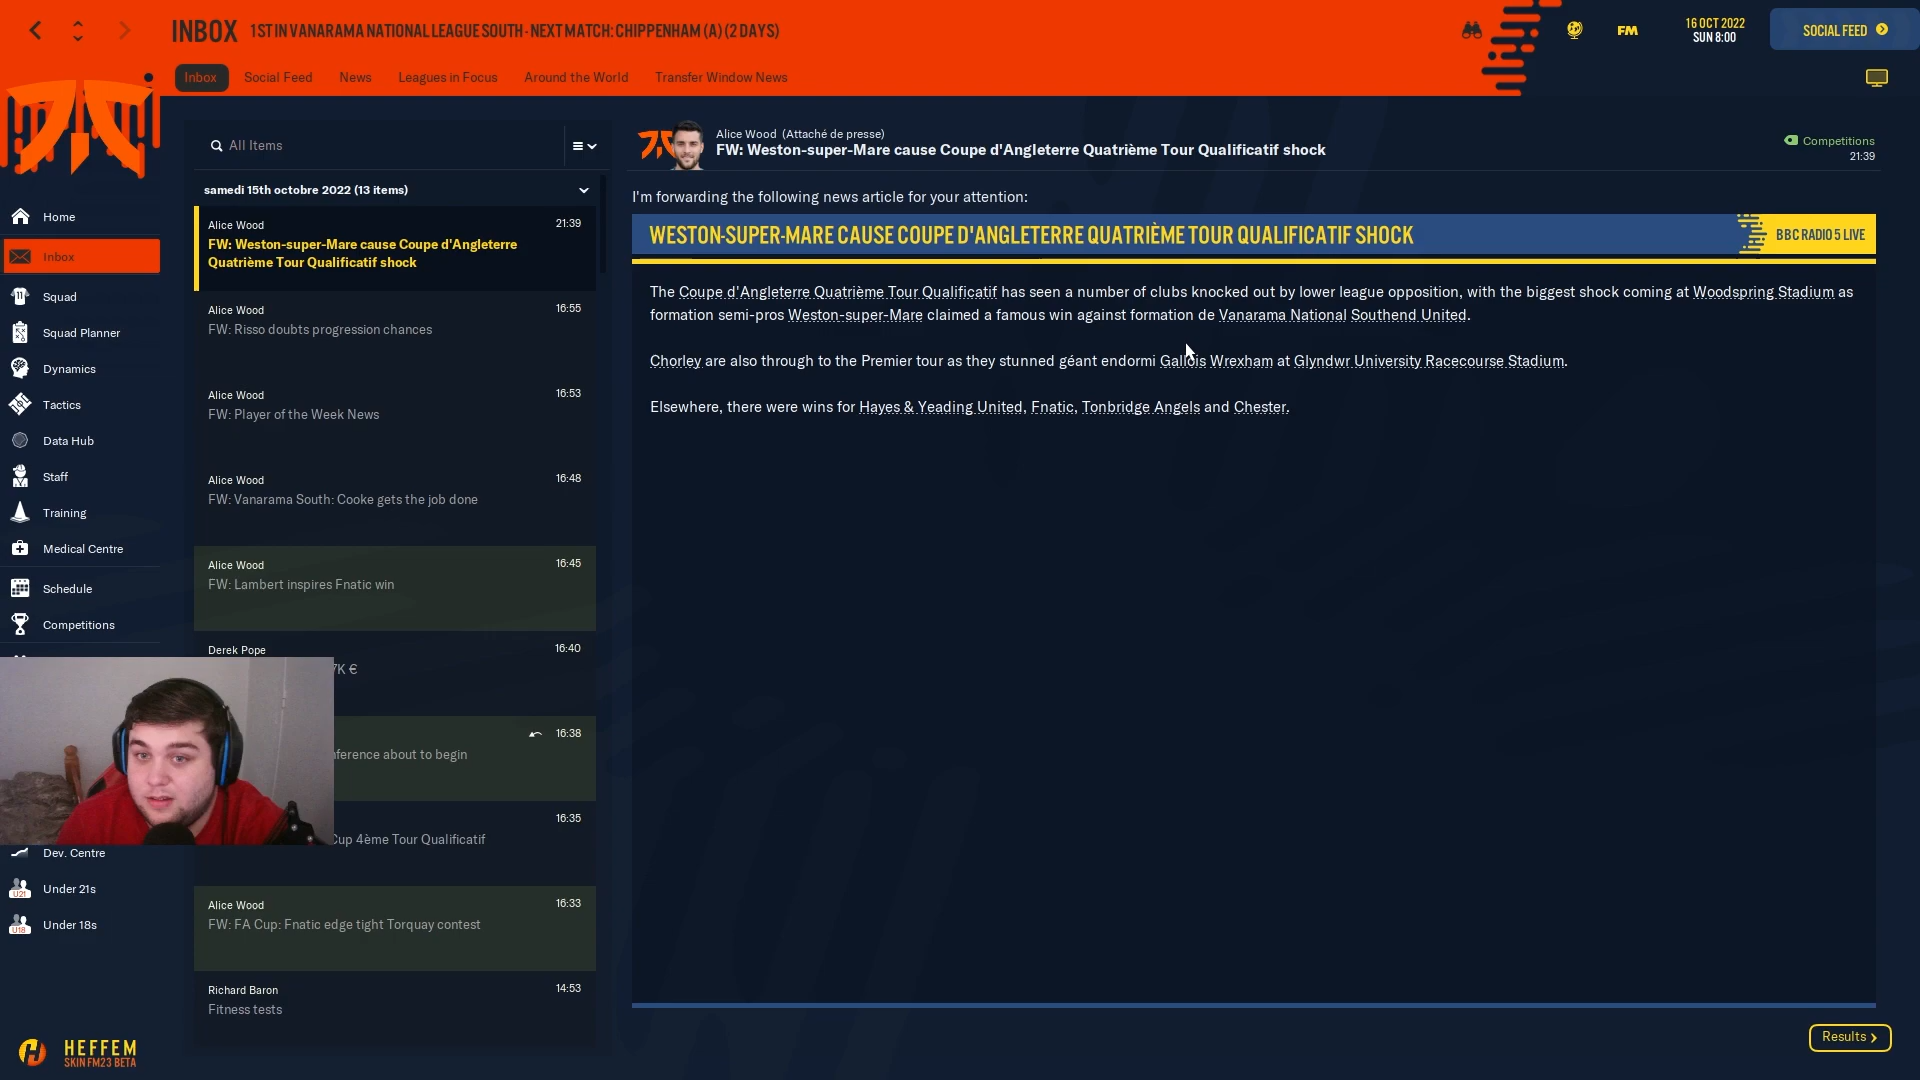 INBOX
1ST IN VANARAMA NATIONAL LEAGUE SOUTH - NEXT MATCH: CHIPPENHAM (A) (2 DAYS)
FM
16 OCT 2022
SUN 8:00
SOCIAL FEED
Inbox
Social Feed
News
Leagues in Focus
Around the World
Transfer Window News
Home
Inbox
Squad
Squad Planner
Dynamics
Tactics
Data Hub
Staff
Training
Medical Centre
Schedule
Competitions
Dev. Centre
U21
Under 21s
U18
Under 18s
HEFFEM
SKIN FM23 BETA
All Items
samedi 15th octobre 2022 (13 items)
Alice Wood
21:39
FW: Weston-super-Mare cause Coupe d'Angleterre
Quatrième Tour Qualificatif shock
Alice Wood
16:55
FW: Risso doubts progression chances
Alice Wood
16:53
FW: Player of the Week News
Alice Wood
16:48
FW: Vanarama South: Cooke gets the job done
Alice Wood
16:45
FW: Lambert inspires Fnatic win
Derek Pope
16:40
7K €
16:38
nference about to begin
16:35
Cup 4ème Tour Qualificatif
Alice Wood
16:33
FW: FA Cup: Fnatic edge tight Torquay contest
Richard Baron
14:53
Fitness tests
Alice Wood (Attaché de presse)
FW: Weston-super-Mare cause Coupe d'Angleterre Quatrième Tour Qualificatif shock
Competitions
21:39
I'm forwarding the following news article for your attention:
WESTON-SUPER-MARE CAUSE COUPE D'ANGLETERRE QUATRIÈME TOUR QUALIFICATIF SHOCK
BBC RADIO 5 LIVE
The Coupe d'Angleterre Quatrième Tour Qualificatif has seen a number of clubs knocked out by lower league opposition, with the biggest shock coming at Woodspring Stadium as
formation semi-pros Weston-super-Mare claimed a famous win against formation de Vanarama National Southend United.
Chorley are also through to the Premier tour as they stunned géant endormi Gallois Wrexham at Glyndwr University Racecourse Stadium.
Elsewhere, there were wins for Hayes & Yeading United, Fnatic, Tonbridge Angels and Chester.
Results